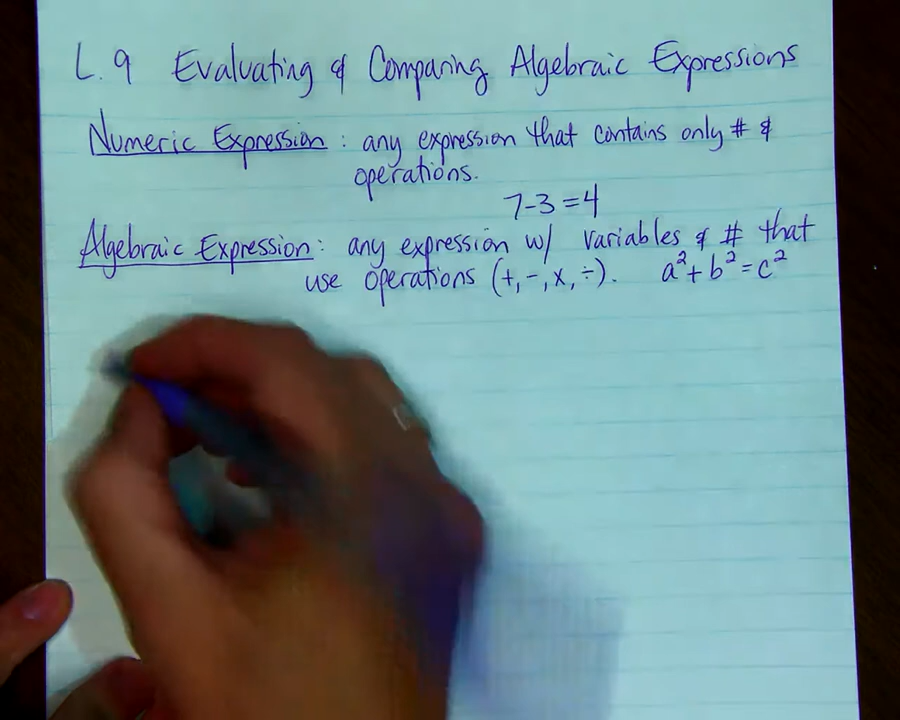 L. 9 Evaluating & Comparing Algebraic Expressions
Numeric Expression: any expression that contains only # &
operations.
7-3=4
Algebraic Expression: any expression w/ variables & # that
use operations (+, -, x, ÷). a²+b²=c²